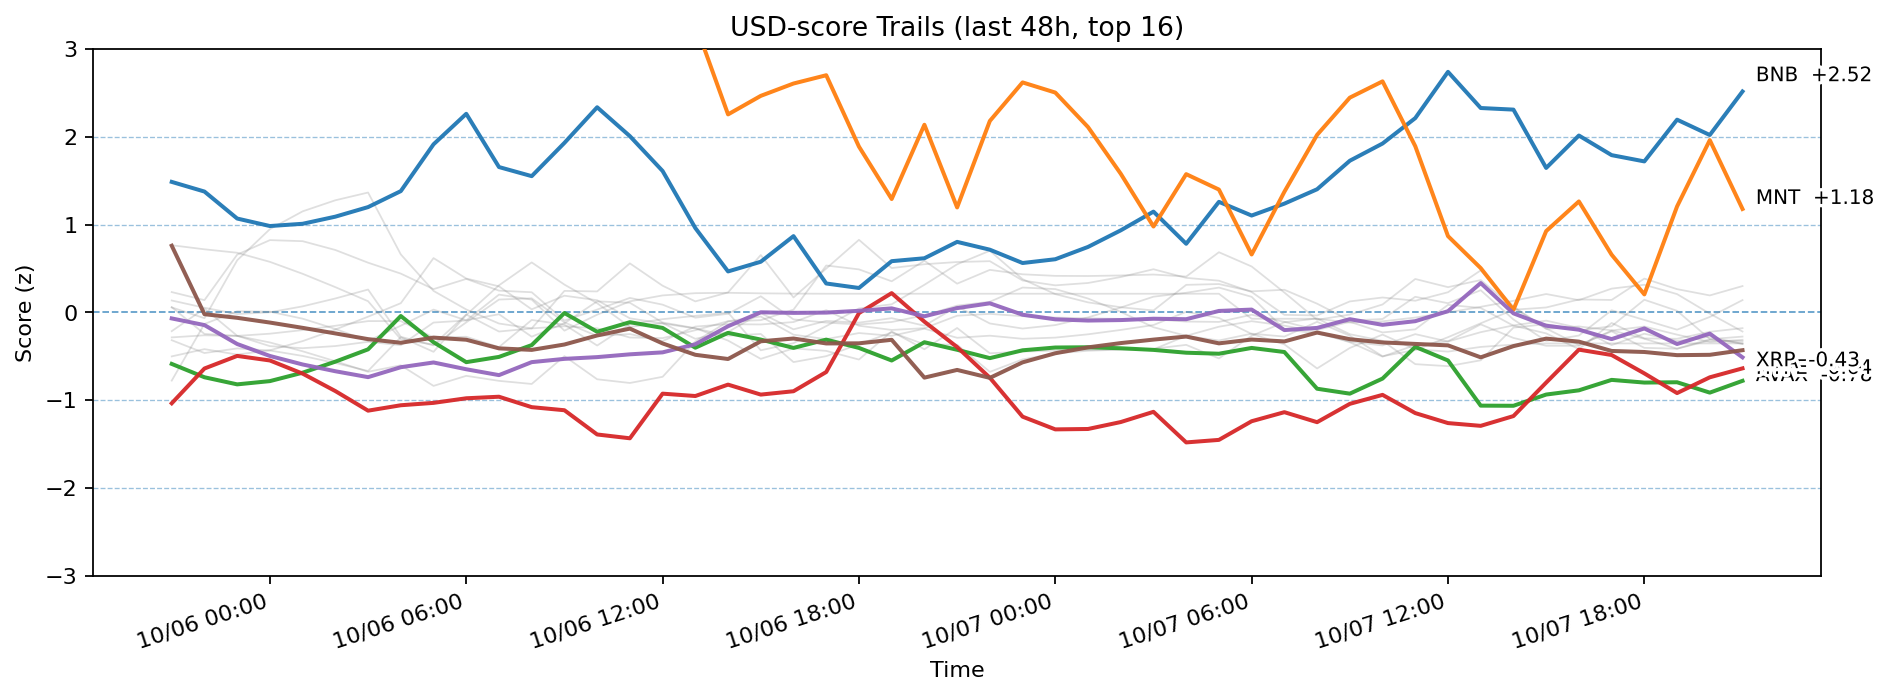 USD-score Trails (last 48h, top 16)
3
2
1
0
−1
−2
−3
Score (z)
BNB +2.52
MNT +1.18
XRP -0.43
AVAX -0.78
10/06 00:00
10/06 06:00
10/06 12:00
10/06 18:00
10/07 00:00
10/07 06:00
10/07 12:00
10/07 18:00
Time